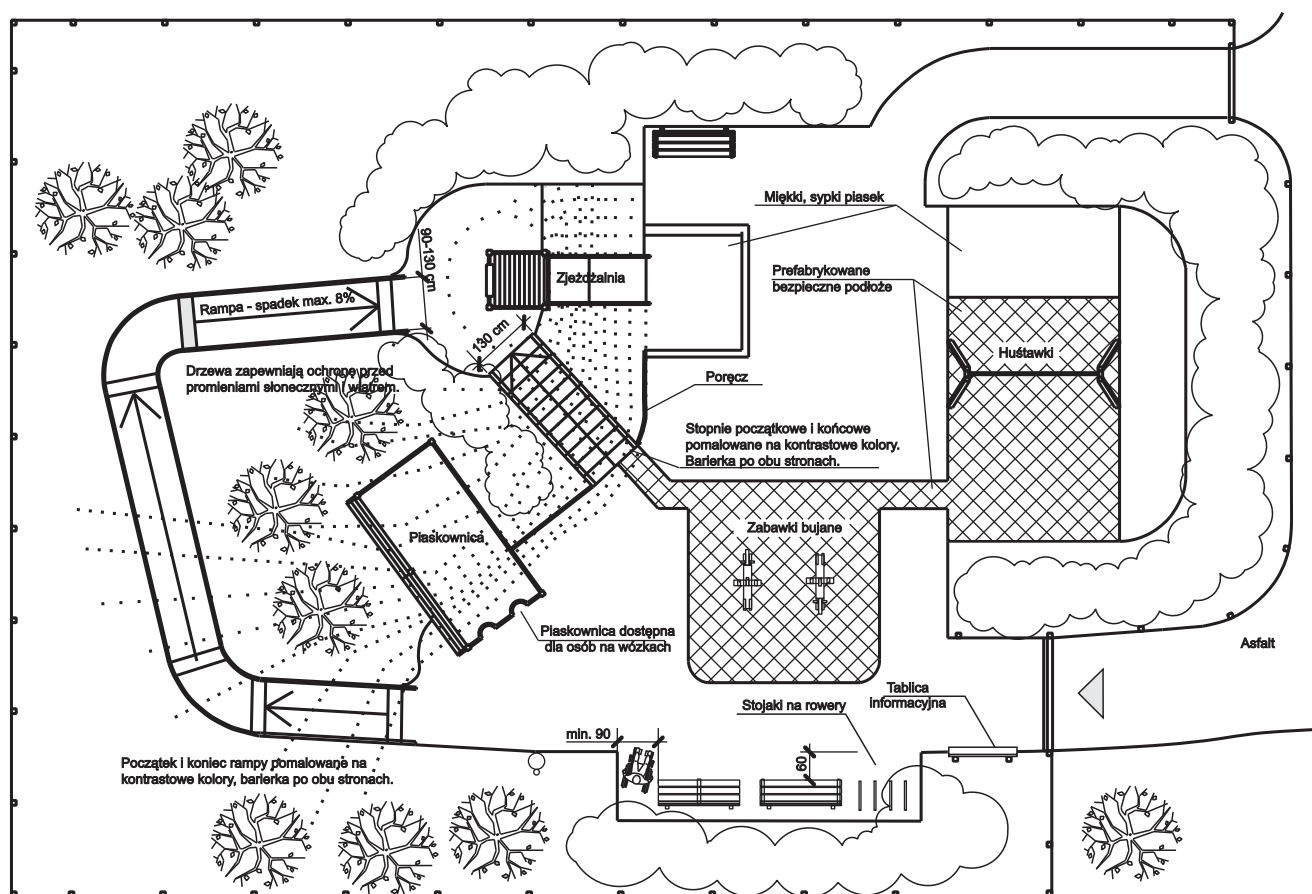 Miękki, sypki piasek
90-130 cm
Zjeżdżalnia
Prefabrykowane
bezpieczne podłoże
Rampa - spadek max. 8%
130 cm
Huśtawki
Drzewa zapewniają ochronę przed
promieniami słonecznymi i wiatrem.
Poręcz
Stopnie początkowe i końcowe
pomalowane na kontrastowe kolory.
Barierka po obu stronach.
Piaskownica
Zabawki bujane
Piaskownica dostępna
dla osób na wózkach
Asfalt
Tablica
informacyjna
Stojaki na rowery
min. 90
60
Początek i koniec rampy pomalowane na
kontrastowe kolory, barierka po obu stronach.